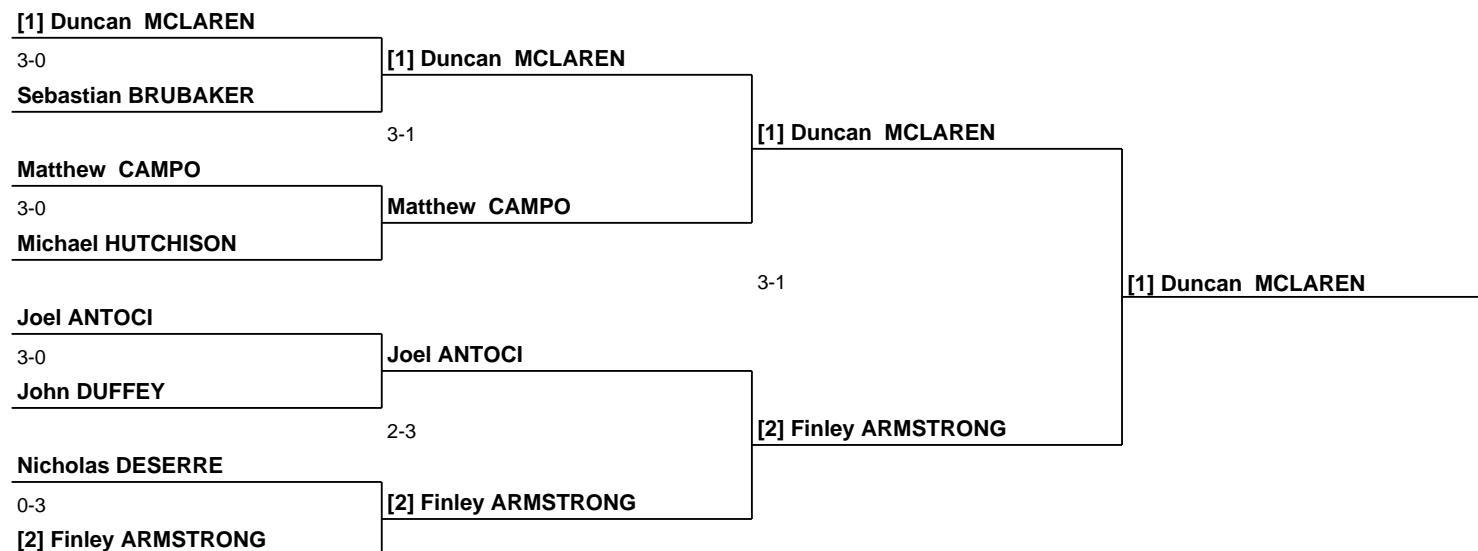 [1] Duncan  MCLAREN
3-0
Sebastian BRUBAKER
Matthew  CAMPO
3-0
Michael HUTCHISON
Joel ANTOCI
3-0
John DUFFEY
Nicholas DESERRE
0-3
[2] Finley ARMSTRONG
[1] Duncan  MCLAREN
3-1
Matthew  CAMPO
Joel ANTOCI
2-3
[2] Finley ARMSTRONG
[1] Duncan  MCLAREN
3-1
[2] Finley ARMSTRONG
[1] Duncan  MCLAREN